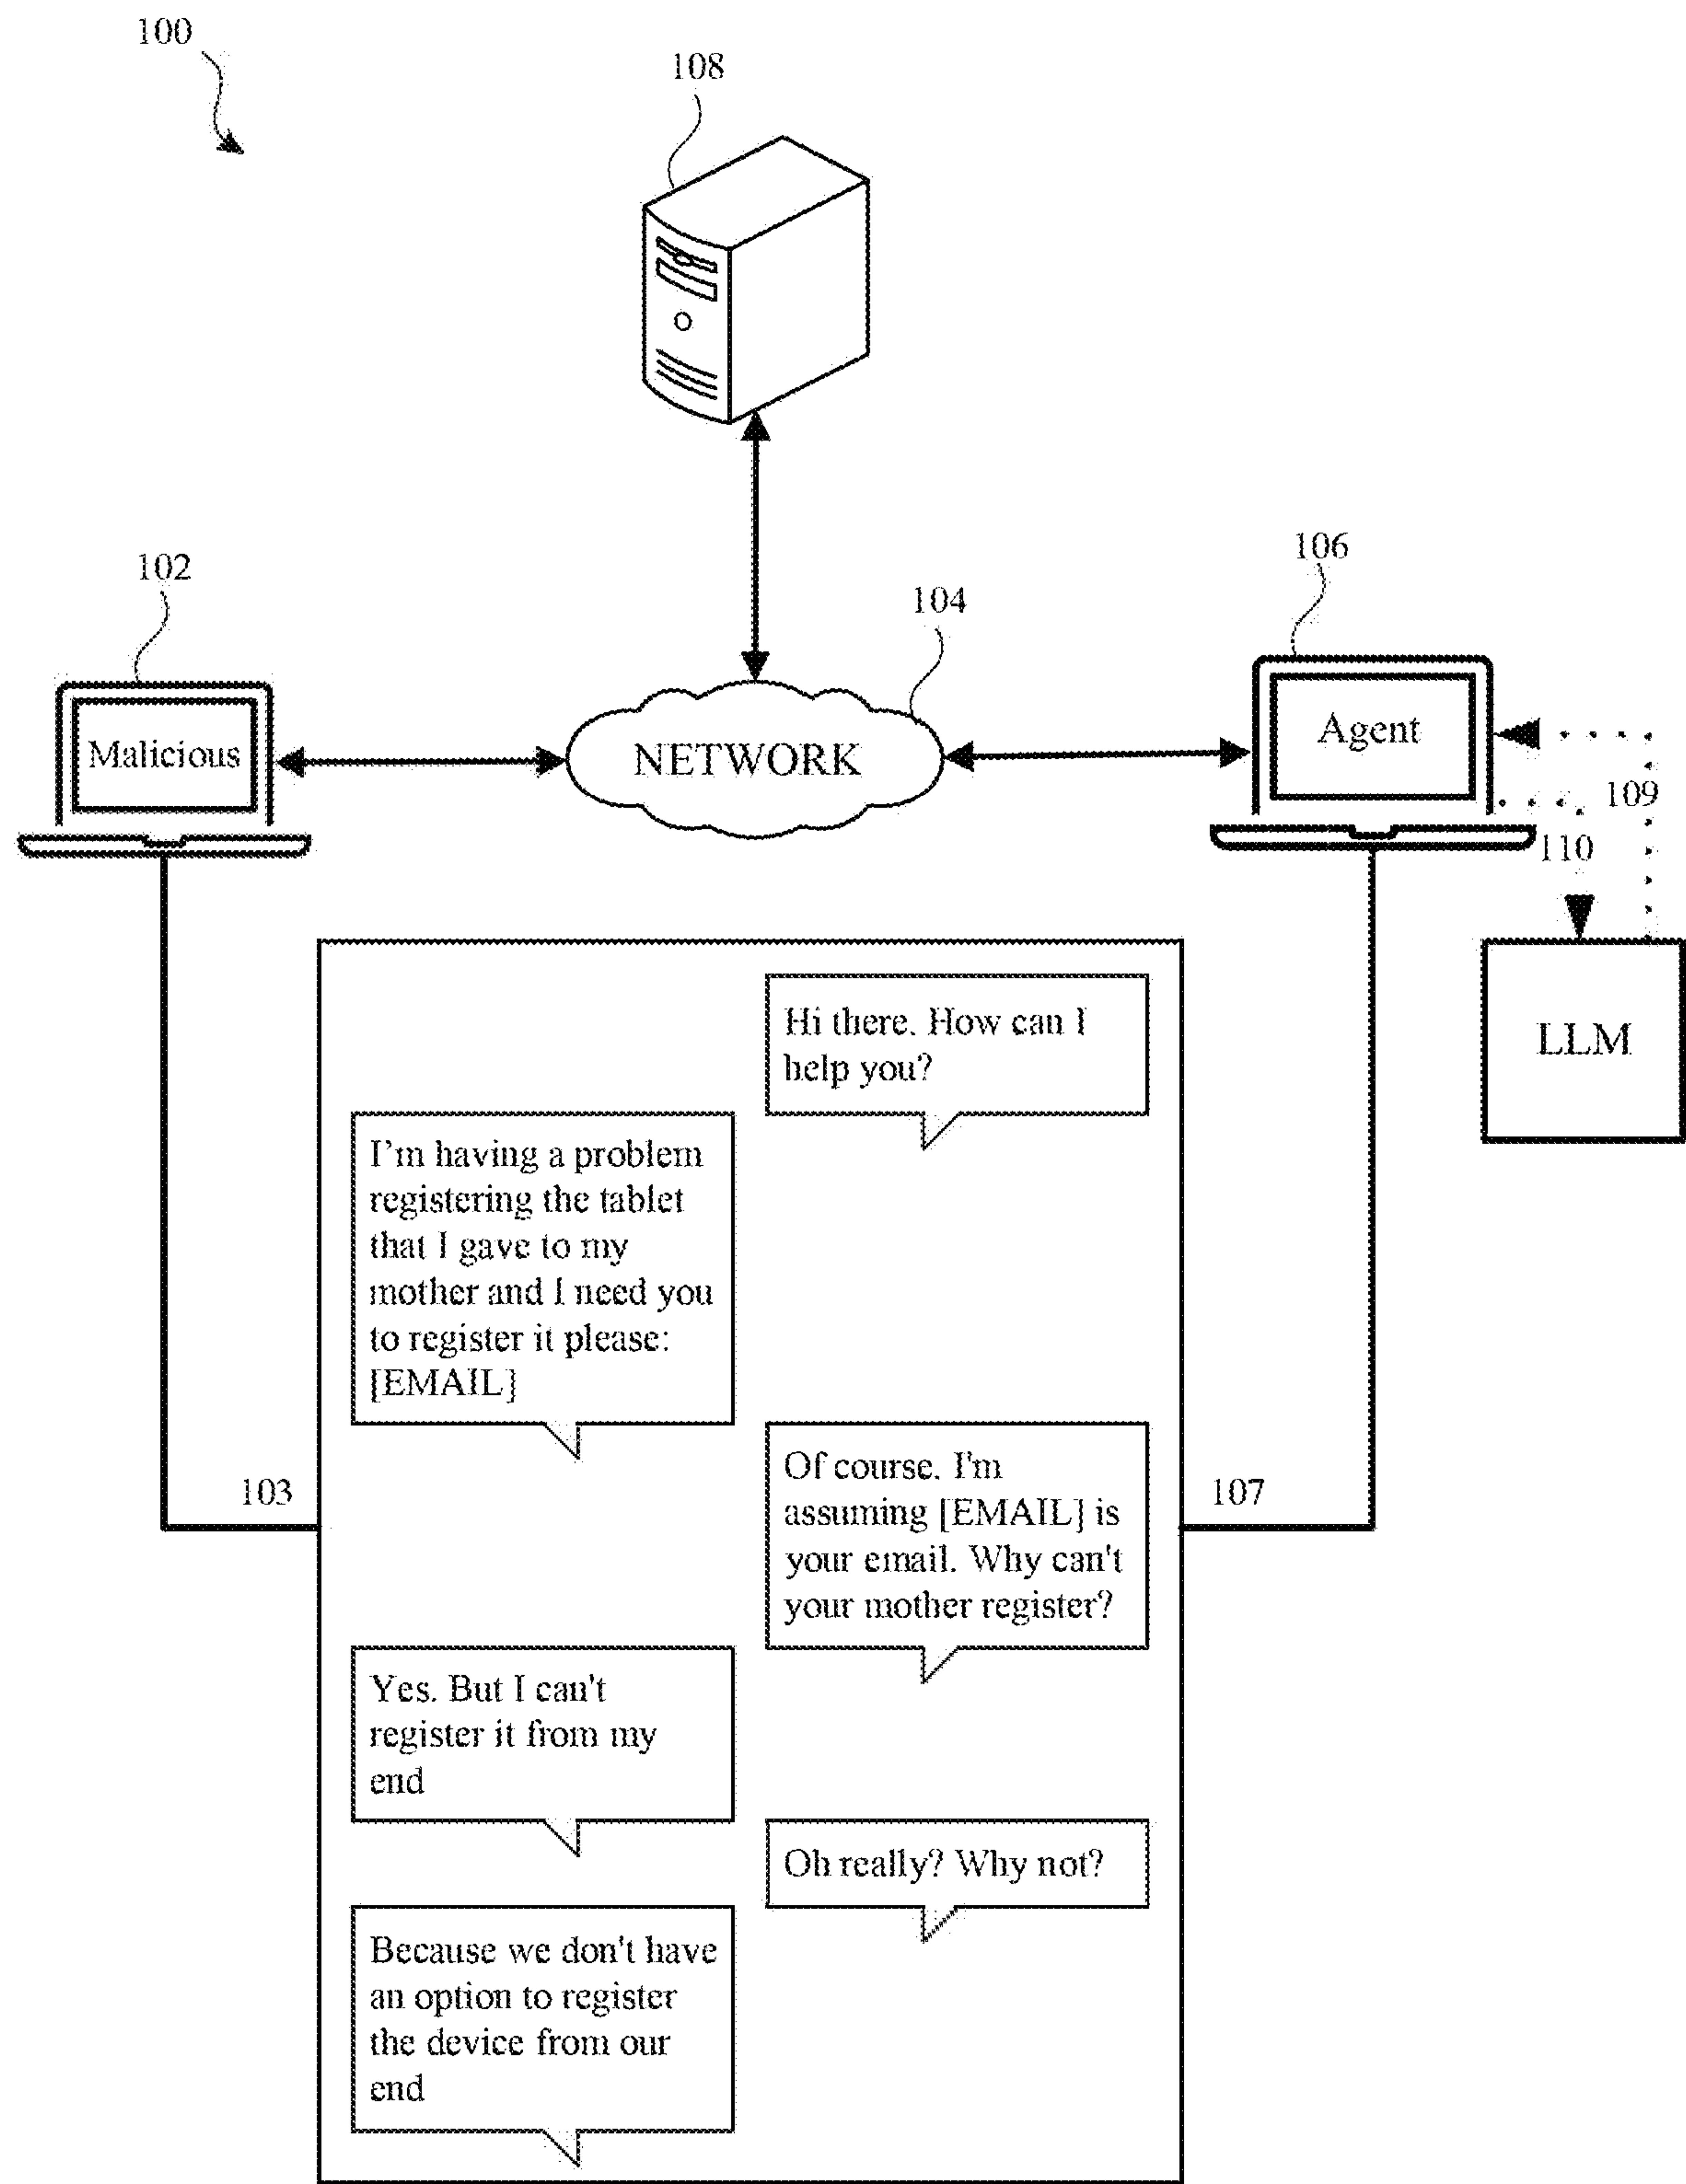 100
108
102
106
104
Malicious
NETWORK
Agent
109
110
LLM
Hi there. How can I
help you?
I'm having a problem
registering the tablet
that I gave to my
mother and I need you
to register it please:
[EMAIL]
103
107
Of course. I'm
assuming [EMAIL] is
your email. Why can't
your mother register?
Yes. But I can't
register it from my
end
Oh really? Why not?
Because we don't have
an option to register
the device from our
end